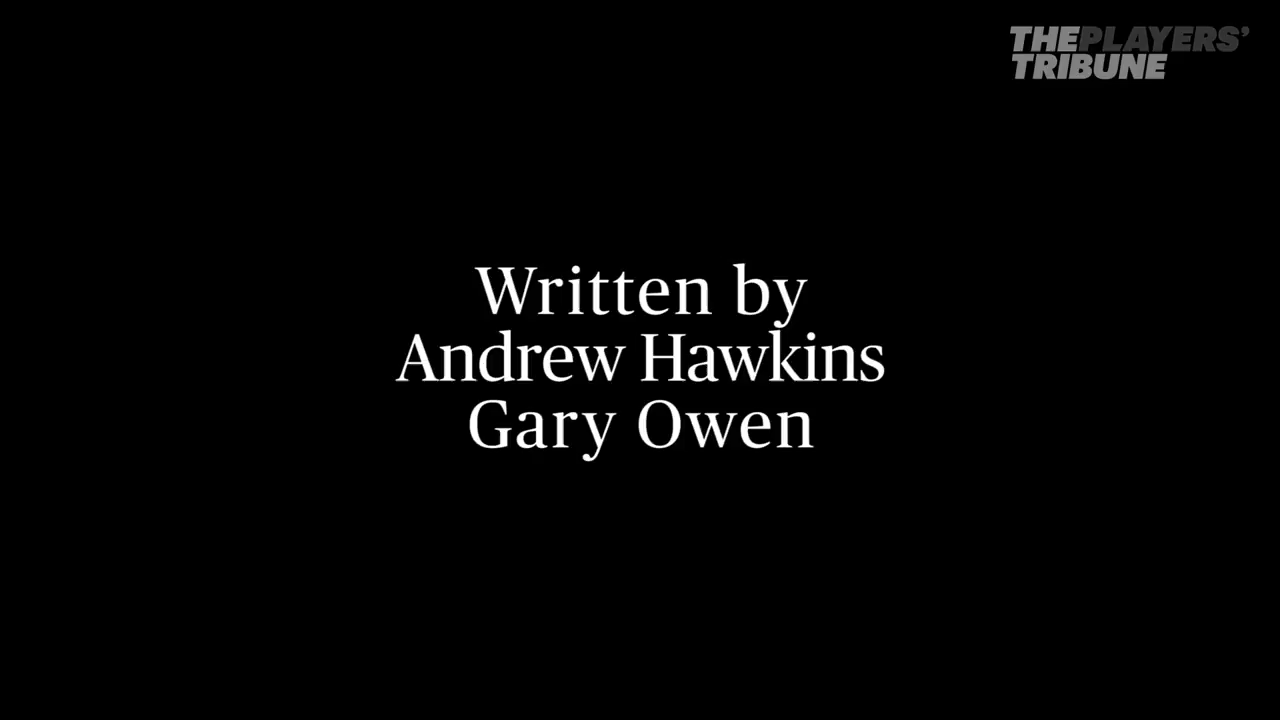 THEPLAYERS’
TRIBUNE
Written by
Andrew Hawkins
Gary Owen